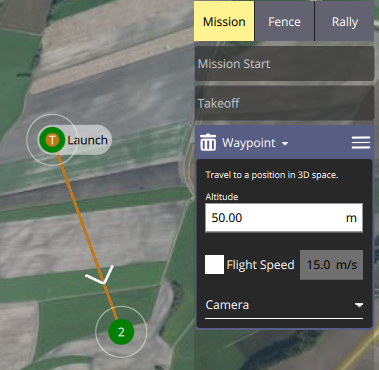 Mission Fence Rally
Mission Start
Takeoff
Waypoint
Travel to a position in 3D space.
Altitude
50.00 m
Flight Speed 15.0 m/s
Camera
T Launch
2